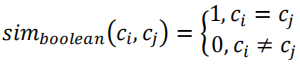 sim_boolean(c_i, c_j) = {1, c_i = c_j
{0, c_i ≠ c_j